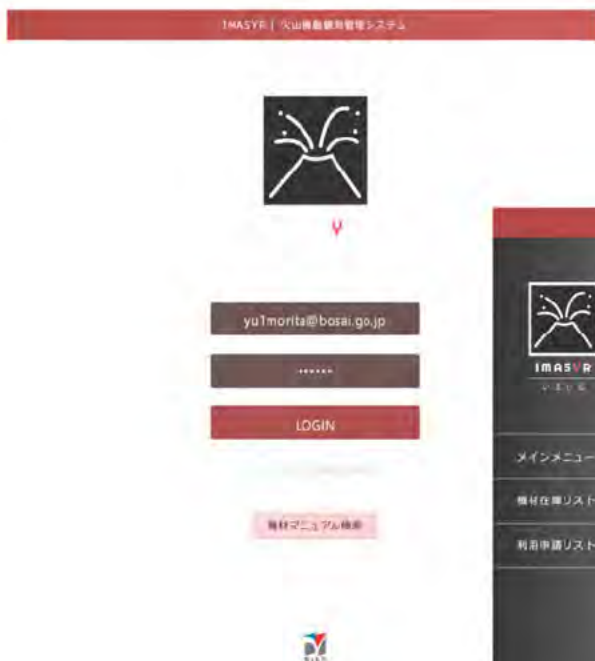 IMASYR | 火山機動観測管理システム
Y
yu1morita@bosai.go.jp
••••••
LOGIN
機材マニュアル検索
IMASYR
メインメニュー
機材在庫リスト
利用申請リスト